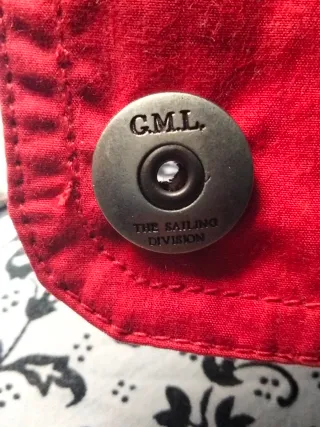 G.M.L.
THE SAILING
DIVISION